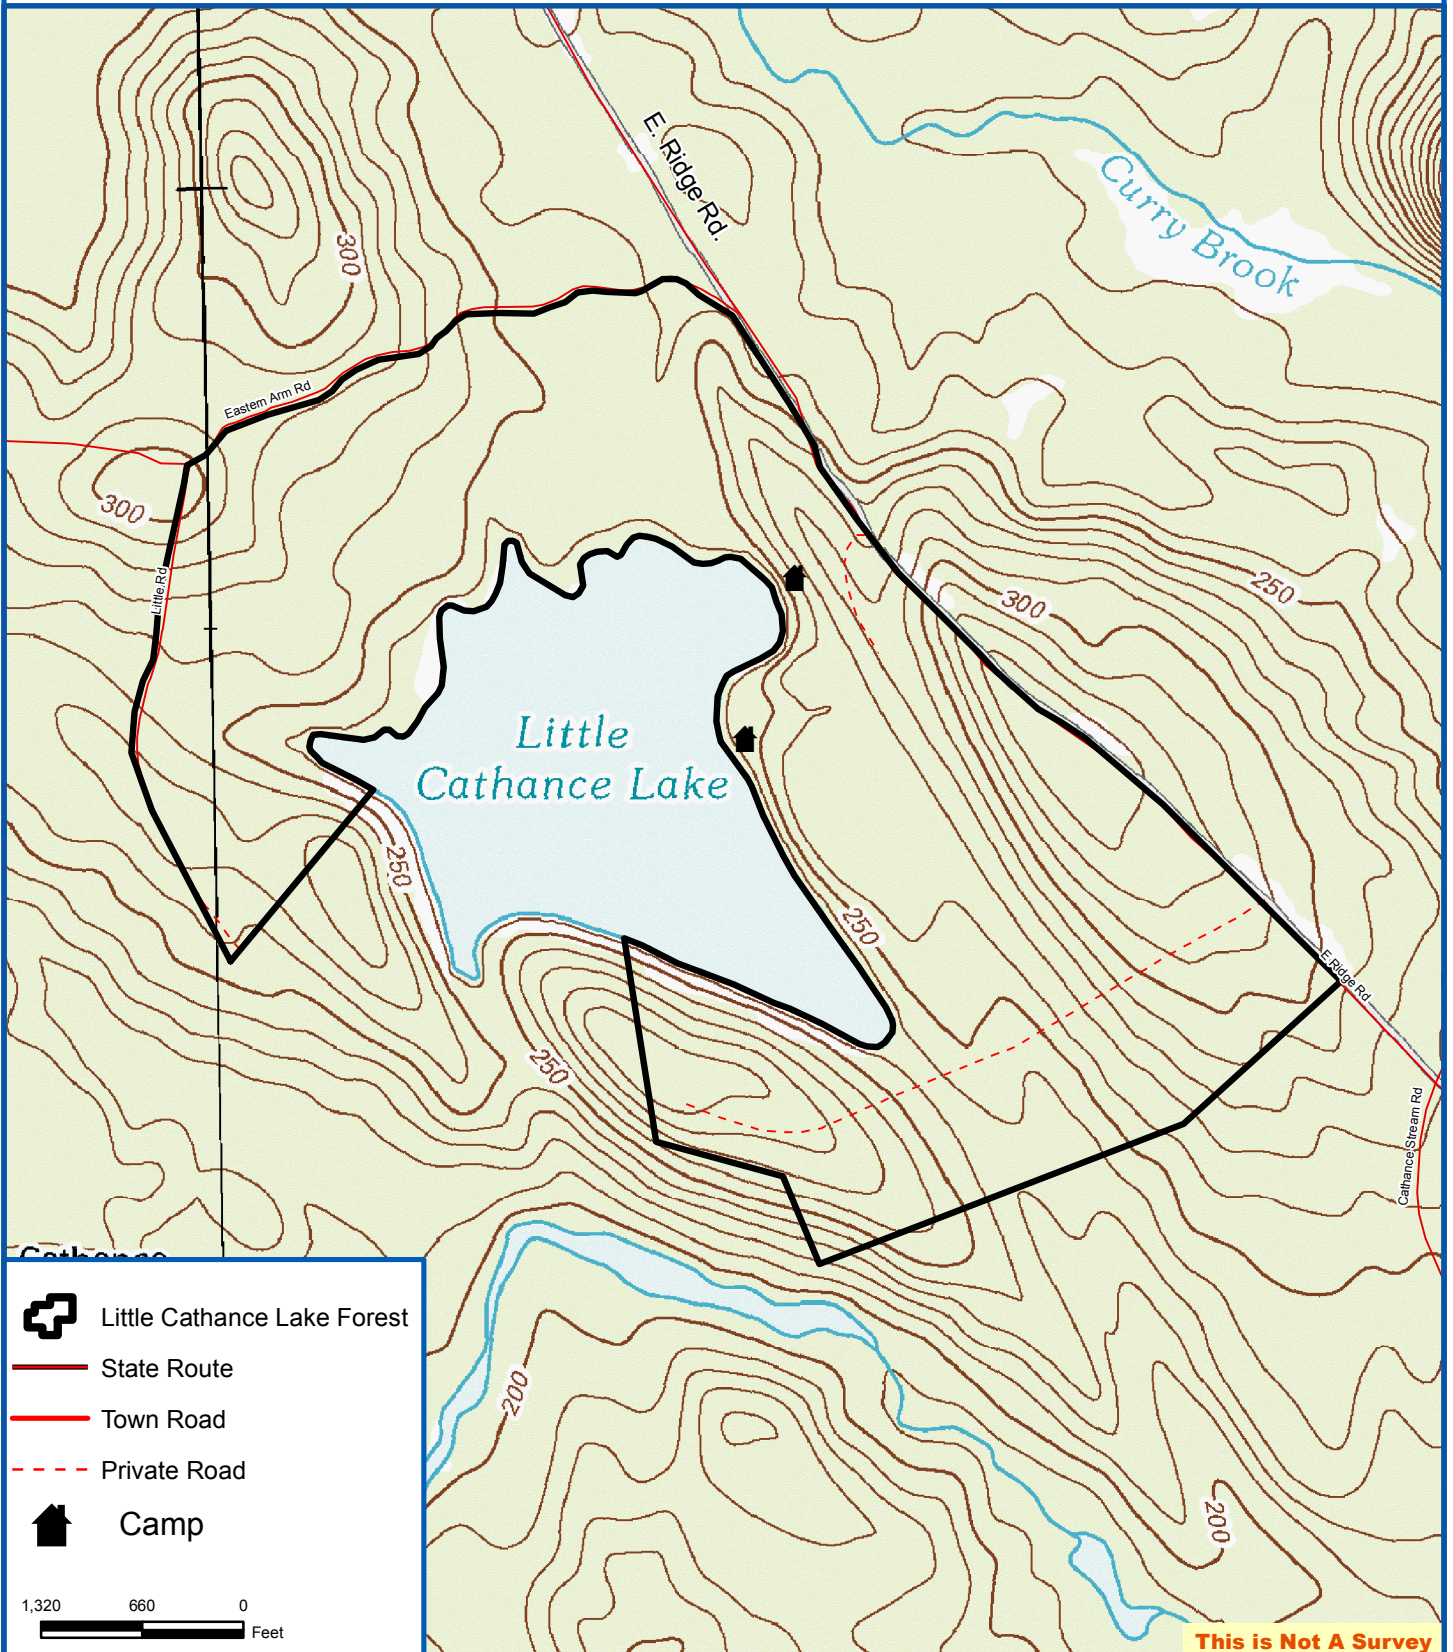 E. Ridge Rd.
Curry Brook
300
Eastern Arm Rd
300
Little Rd
250
300
Little
Cathance Lake
250
250
E Ridge Rd
250
Cathance Stream Rd
Cathance
Little Cathance Lake Forest
State Route
Town Road
Private Road
Camp
200
200
1,320 660 0
Feet
This is Not A Survey